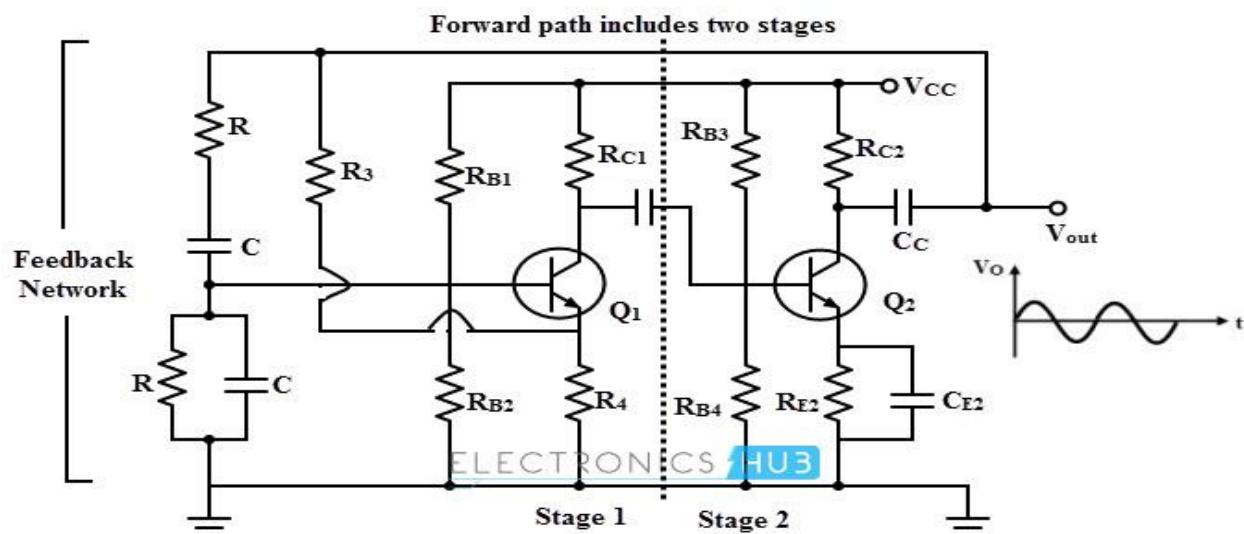 Forward path includes two stages
VCC
R
R3
RB1
RC1
RB3
RC2
C
CC
Vout
Feedback
Network
Q1
Q2
VO
t
R
C
RB2
R4
RB4
RE2
CE2
ELECTRONICS HUB
Stage 1
Stage 2